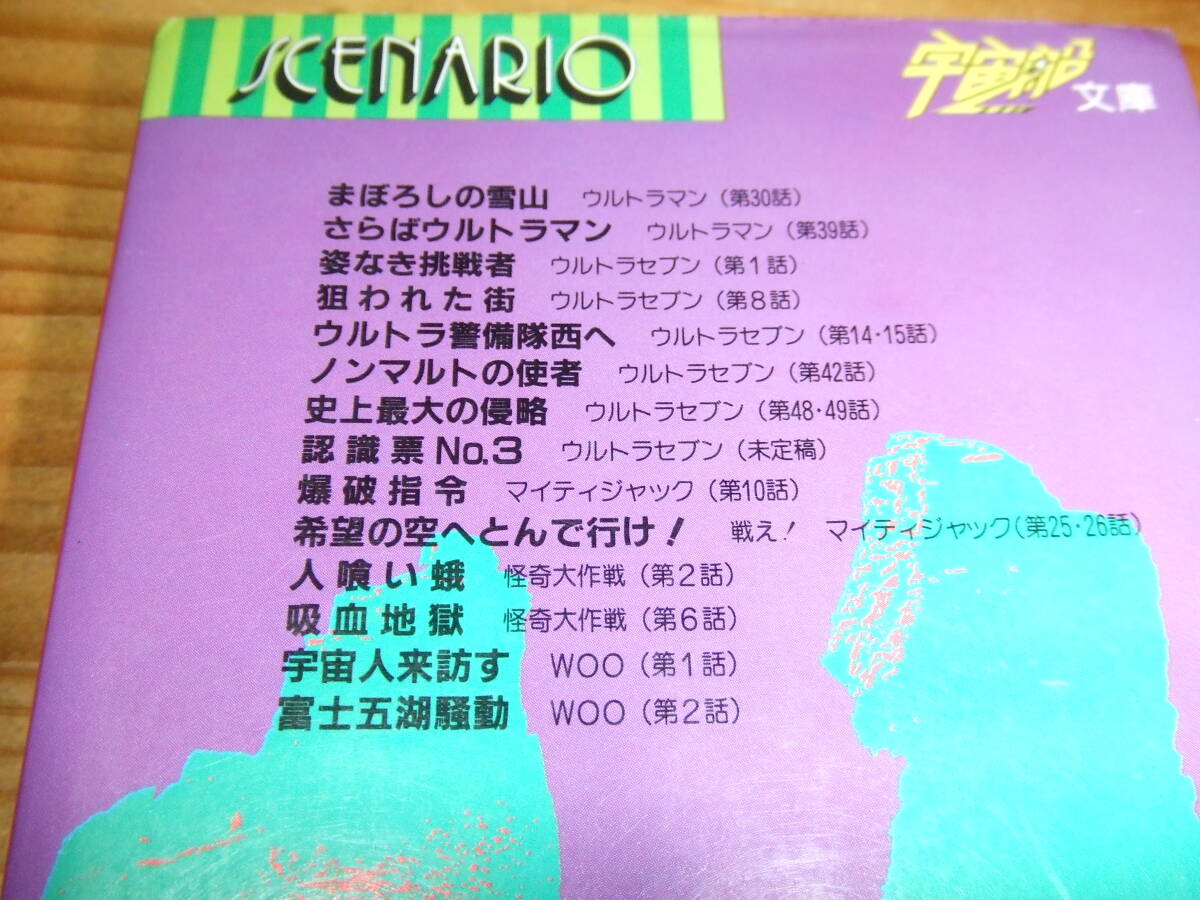 SCENARIO
宇宙船 文庫
まぼろしの雪山 ウルトラマン（第30話）
さらばウルトラマン ウルトラマン（第39話）
姿なき挑戦者 ウルトラセブン（第1話）
狙われた街 ウルトラセブン（第8話）
ウルトラ警備隊西へ ウルトラセブン（第14・15話）
ノンマルトの使者 ウルトラセブン（第42話）
史上最大の侵略 ウルトラセブン（第48・49話）
認識票No.3 ウルトラセブン（未定稿）
爆破指令 マイティジャック（第10話）
希望の空へとんで行け！ 戦え！ マイティジャック（第25・26話）
人喰い蛾 怪奇大作戦（第2話）
吸血地獄 怪奇大作戦（第6話）
宇宙人来訪す WOO（第1話）
富士五湖騒動 WOO（第2話）